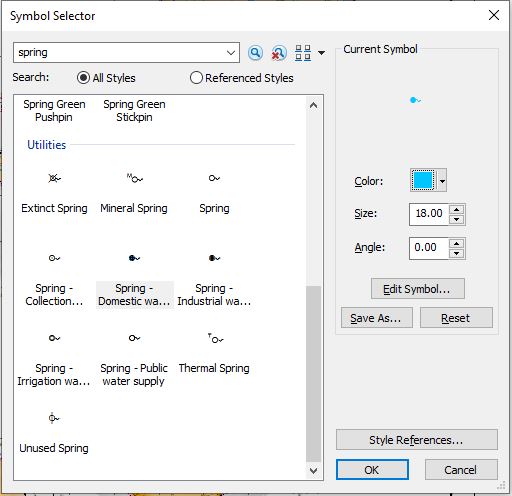 Symbol Selector
spring
Search:
All Styles
Referenced Styles
Spring Green
Pushpin
Spring Green
Stickpin
Utilities
Extinct Spring
M
Mineral Spring
Spring
Spring -
Collection...
Spring -
Domestic wa...
Spring -
Industrial wa...
Spring -
Irrigation wa...
Spring - Public
water supply
T
Thermal Spring
Unused Spring
Current Symbol
Color:
Size:
18.00
Angle:
0.00
Edit Symbol...
Save As...
Reset
Style References...
OK
Cancel